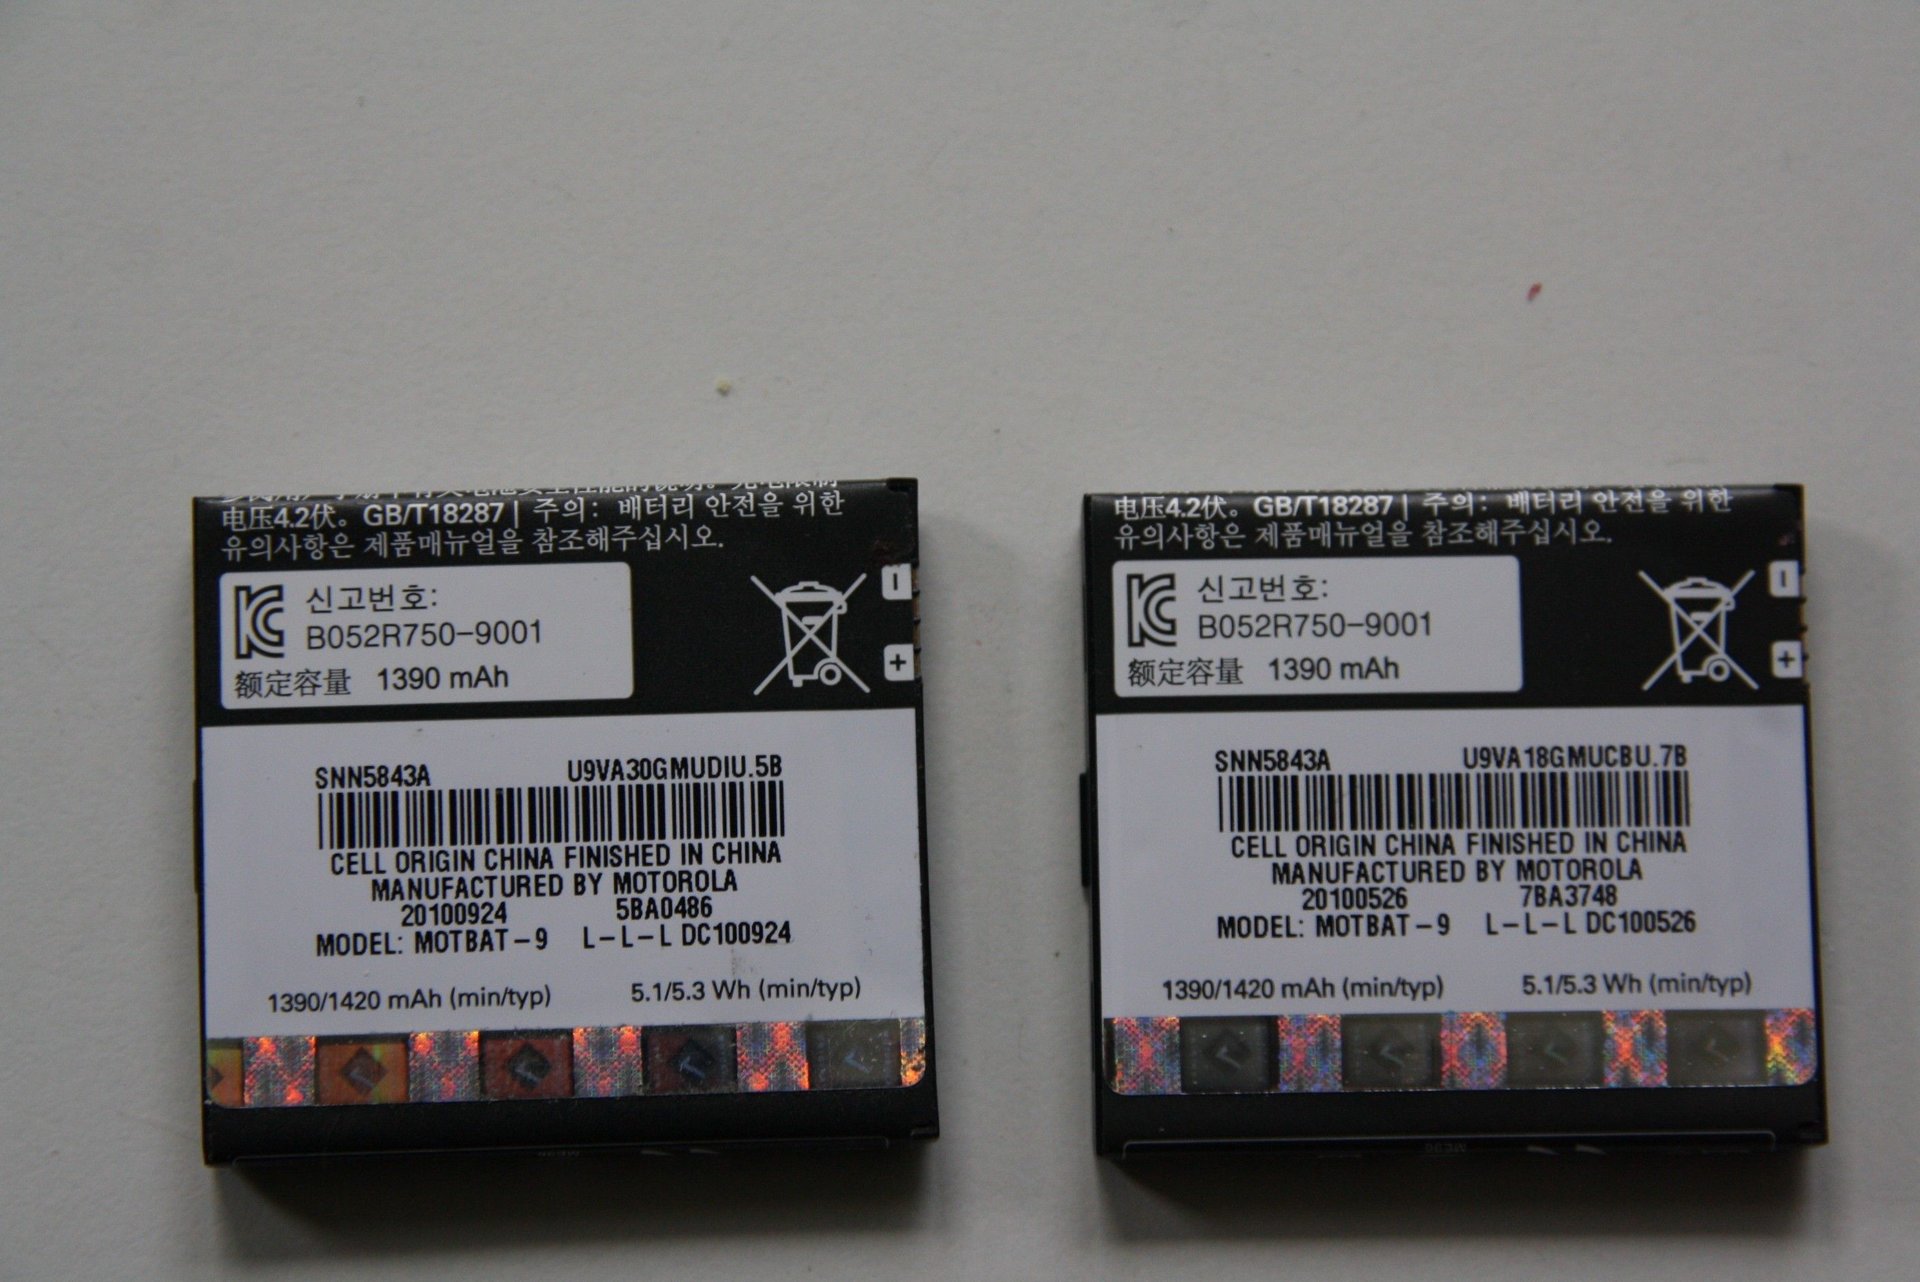 电压4.2伏。GB/T18287 | 주의: 배터리 안전을 위한
유의사항은 제품매뉴얼을 참조해주십시오.
신고번호:
B052R750-9001
额定容量 1390 mAh
SNN5843A U9VA30GMUDIU.5B
CELL ORIGIN CHINA FINISHED IN CHINA
MANUFACTURED BY MOTOROLA
20100924 5BA0486
MODEL: MOTBAT-9 L-L-L DC100924
1390/1420 mAh (min/typ) 5.1/5.3 Wh (min/typ)
电压4.2伏。GB/T18287 | 주의: 배터리 안전을 위한
유의사항은 제품매뉴얼을 참조해주십시오.
신고번호:
B052R750-9001
额定容量 1390 mAh
SNN5843A U9VA18GMUCBU.7B
CELL ORIGIN CHINA FINISHED IN CHINA
MANUFACTURED BY MOTOROLA
20100526 7BA3748
MODEL: MOTBAT-9 L-L-L DC100526
1390/1420 mAh (min/typ) 5.1/5.3 Wh (min/typ)